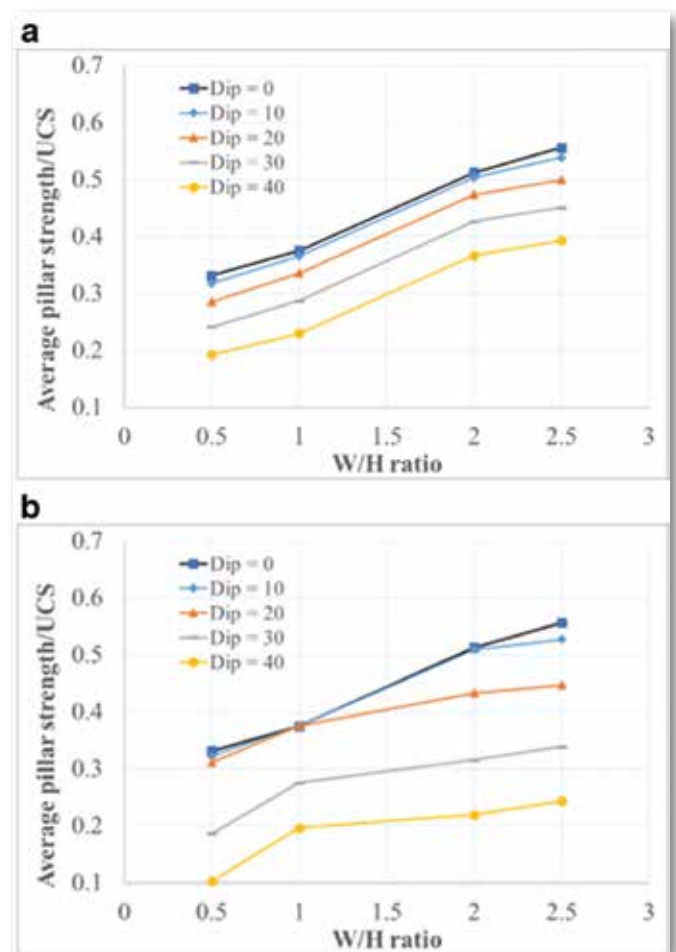 a
Average pillar strength/UCS
0.7
0.6
0.5
0.4
0.3
0.2
0.1
Dip = 0
Dip = 10
Dip = 20
Dip = 30
Dip = 40
0 0.5 1 1.5 2 2.5 3
W/H ratio
b
Average pillar strength/UCS
0.7
0.6
0.5
0.4
0.3
0.2
0.1
Dip = 0
Dip = 10
Dip = 20
Dip = 30
Dip = 40
0 0.5 1 1.5 2 2.5 3
W/H ratio